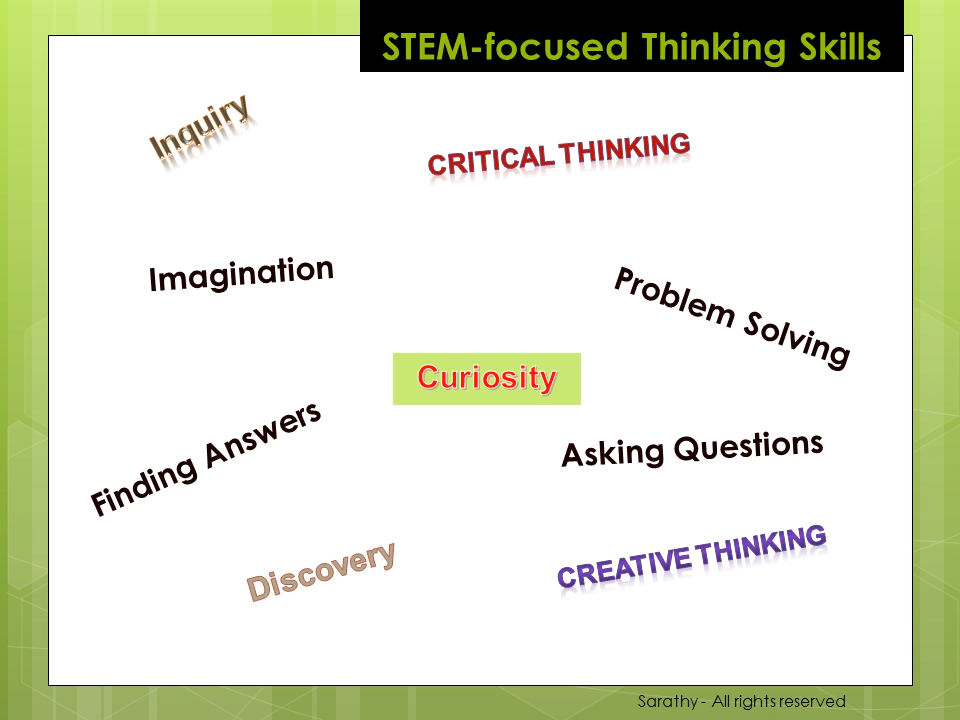 STEM-focused Thinking Skills
Inquiry
CRITICAL THINKING
Imagination
Problem Solving
Curiosity
Finding Answers
Asking Questions
Discovery
CREATIVE THINKING
Sarathy - All rights reserved